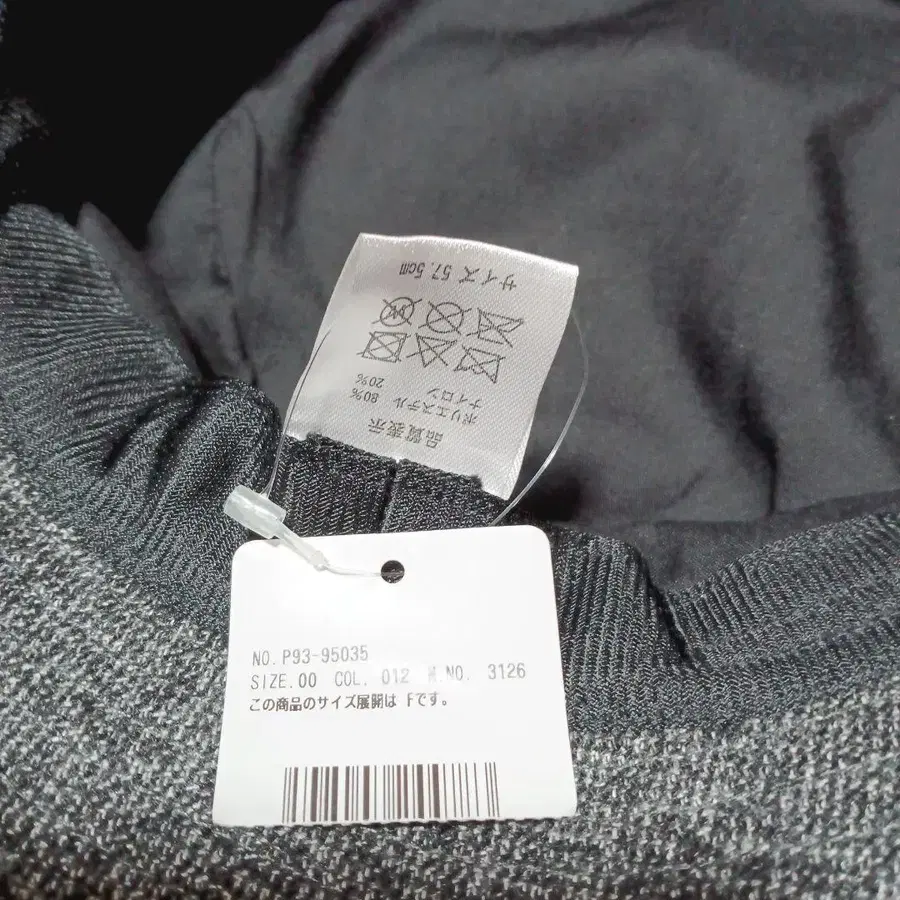 品質表示
ポリエステル 80%
ナイロン 20%
W
サイズ 57.5cm
NO. P93-95035
SIZE.00 COL. 012 3126
この商品のサイズ展開は Fです。